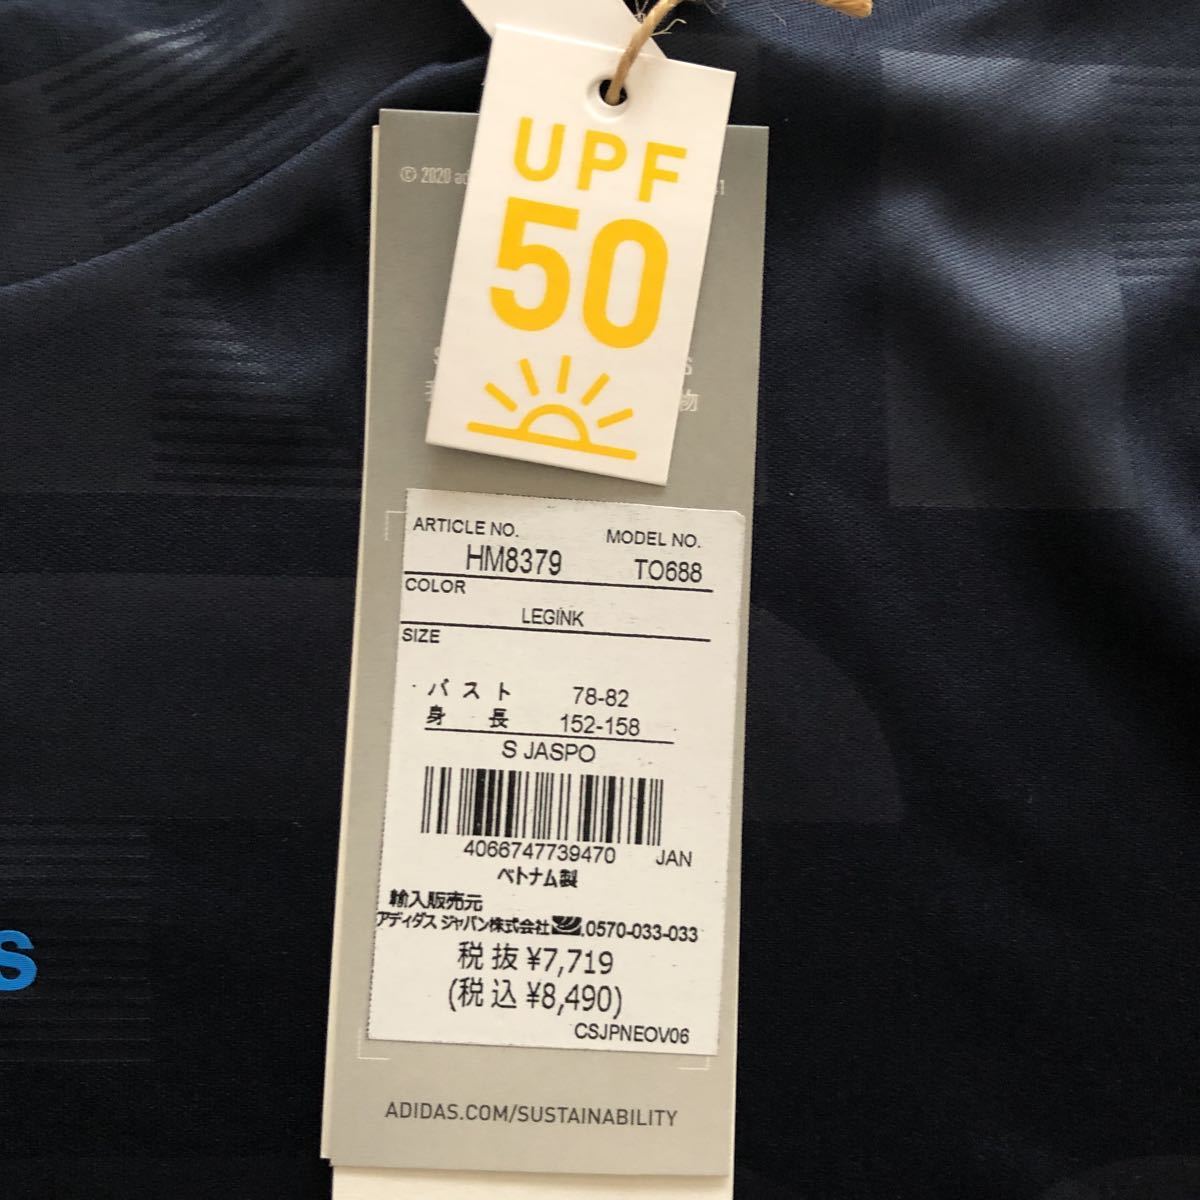 UPF
50
© 2020
ARTICLE NO.
MODEL NO.
HM8379
TO688
COLOR
LEGINK
SIZE
バスト 78-82
身 長 152-158
S JASPO
4066747739470 JAN
ベトナム製
輸入販売元
アディダス ジャパン株式会社 0570-033-033
税抜 ¥7,719
(税込 ¥8,490)
CSJPNEOV06
ADIDAS.COM/SUSTAINABILITY
s